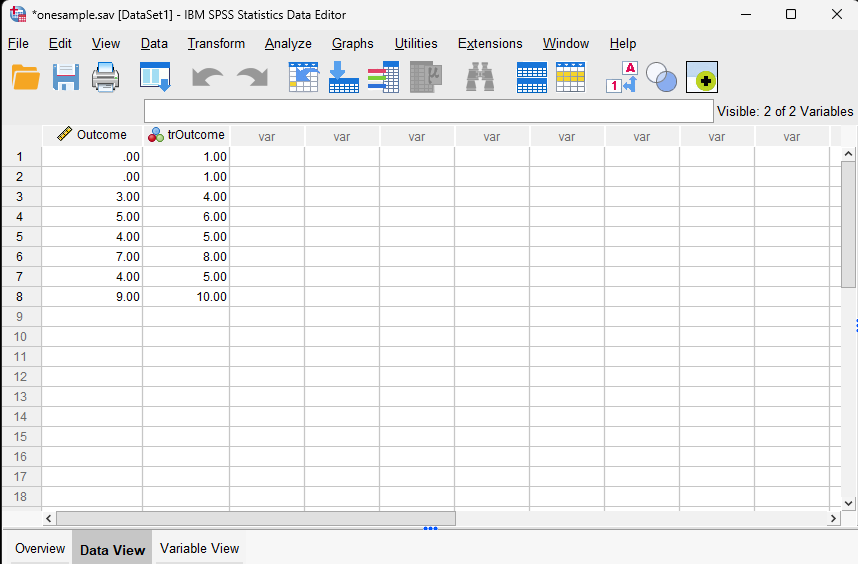 *onesample.sav [DataSet1] - IBM SPSS Statistics Data Editor
File Edit View Data Transform Analyze Graphs Utilities Extensions Window Help
Visible: 2 of 2 Variables
Outcome trOutcome var var var var var var var var
1 .00 1.00
2 .00 1.00
3 3.00 4.00
4 5.00 6.00
5 4.00 5.00
6 7.00 8.00
7 4.00 5.00
8 9.00 10.00
9
10
11
12
13
14
15
16
17
18
Overview Data View Variable View